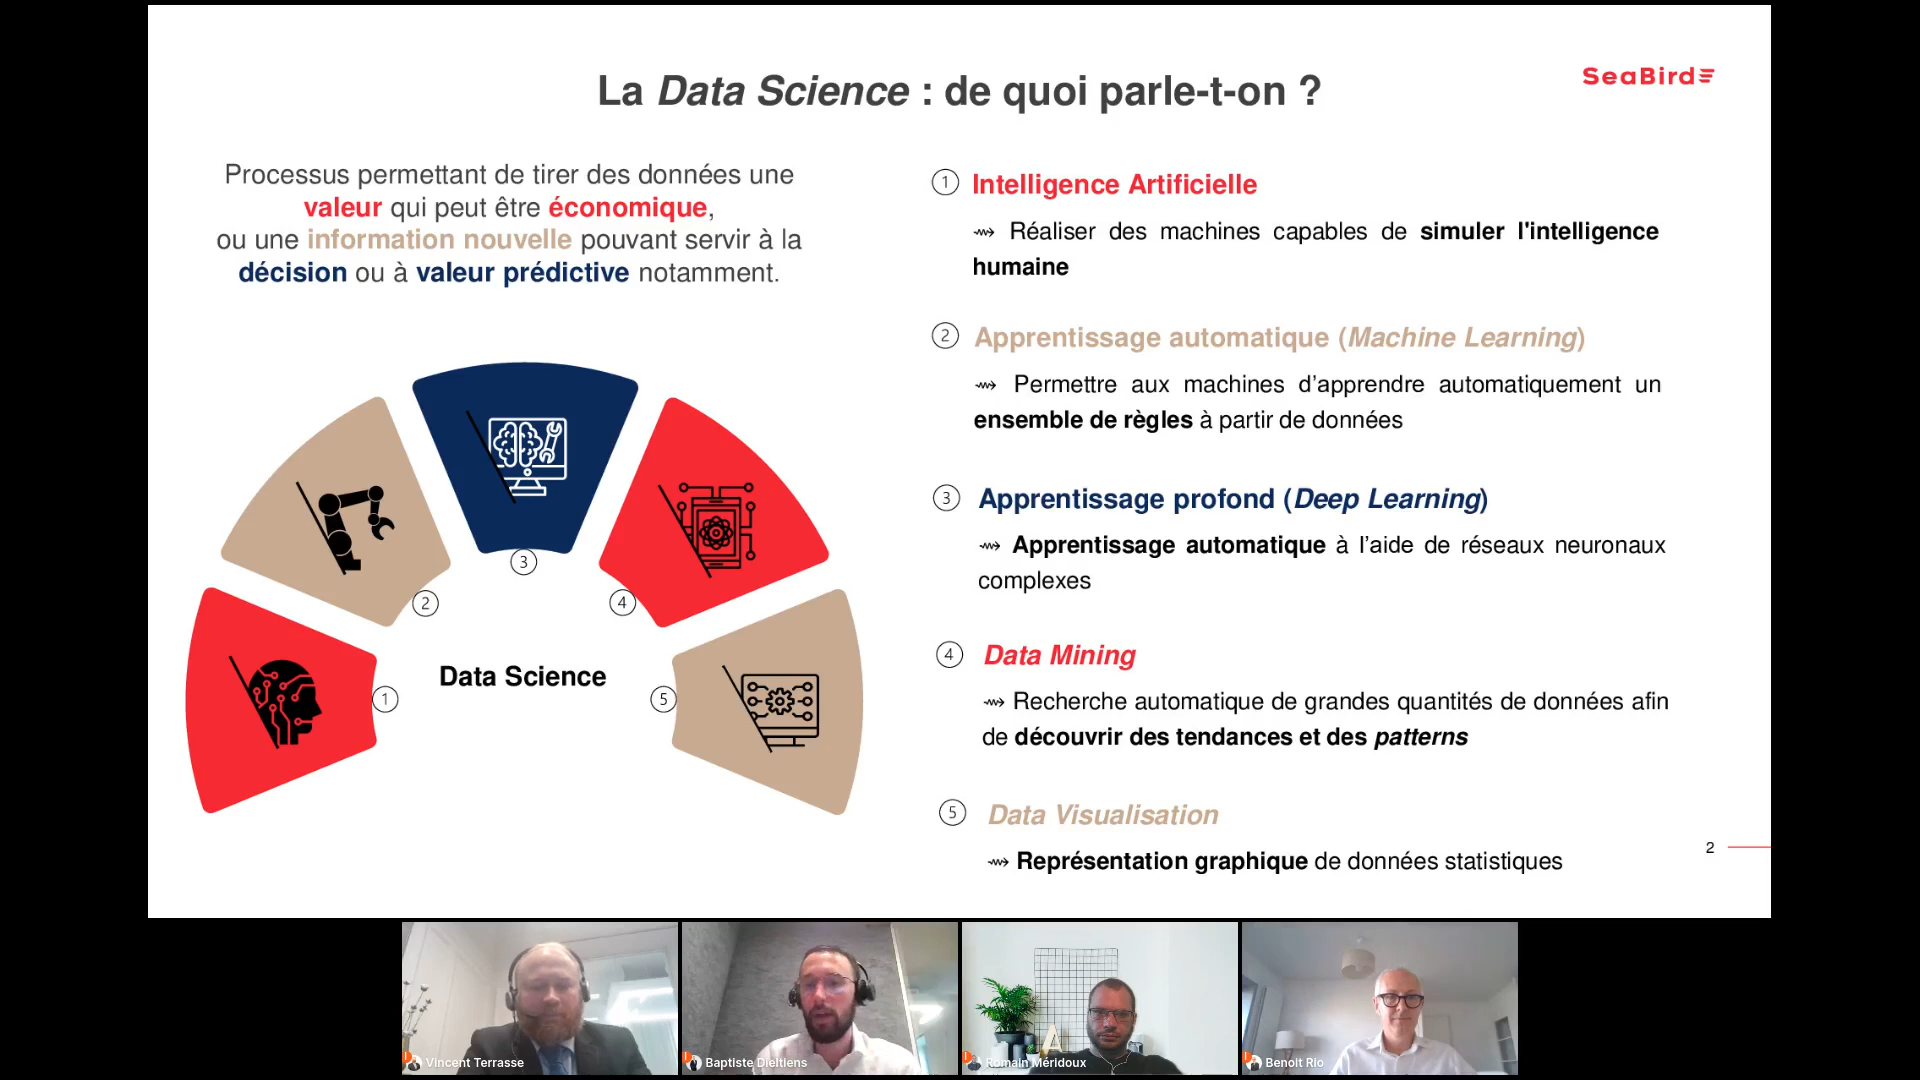 La Data Science : de quoi parle-t-on ?
SeaBird
Processus permettant de tirer des données une
valeur qui peut être économique,
ou une information nouvelle pouvant servir à la
décision ou à valeur prédictive notamment.
3
2
4
1
5
Data Science
1 Intelligence Artificielle
⇝ Réaliser des machines capables de simuler l'intelligence
humaine
2 Apprentissage automatique (Machine Learning)
⇝ Permettre aux machines d’apprendre automatiquement un
ensemble de règles à partir de données
3 Apprentissage profond (Deep Learning)
⇝ Apprentissage automatique à l’aide de réseaux neuronaux
complexes
4 Data Mining
⇝ Recherche automatique de grandes quantités de données afin
de découvrir des tendances et des patterns
5 Data Visualisation
⇝ Représentation graphique de données statistiques
2
A
Vincent Terrasse
Baptiste Dieltiens
Romain Méridoux
Benoit Rio